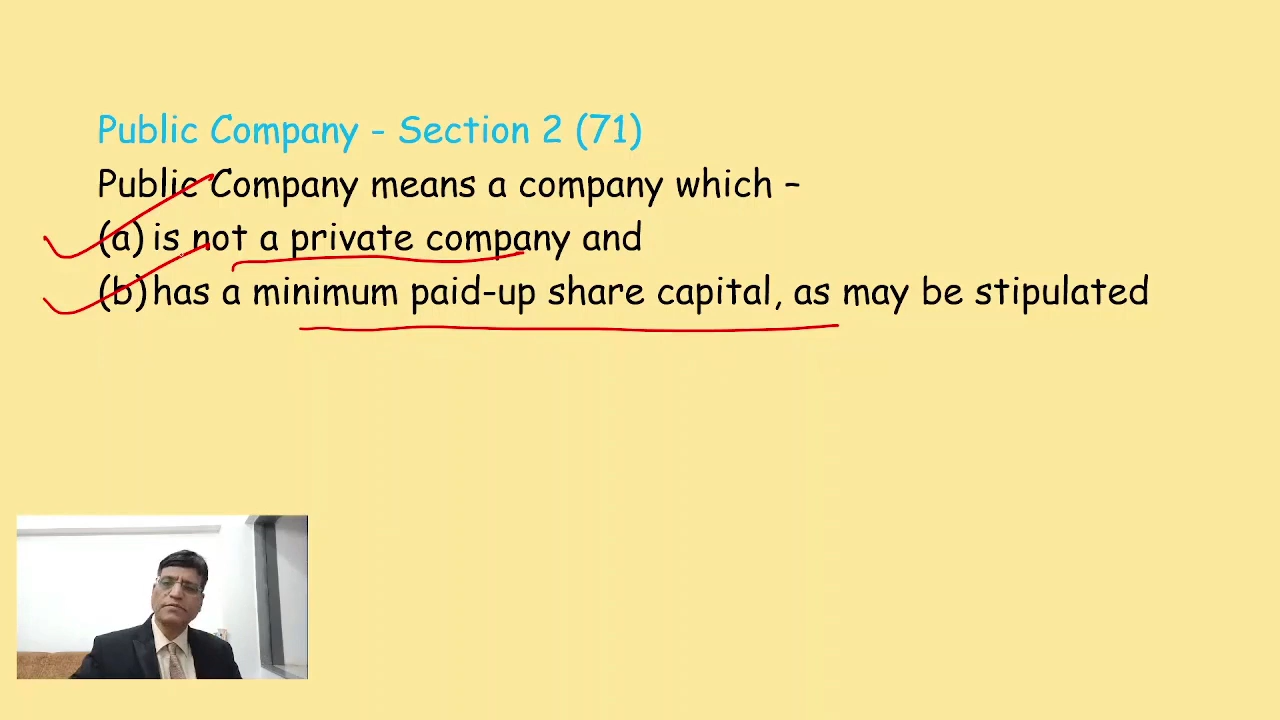 Public Company - Section 2 (71)
Public Company means a company which –
(a) is not a private company and
(b) has a minimum paid-up share capital, as may be stipulated